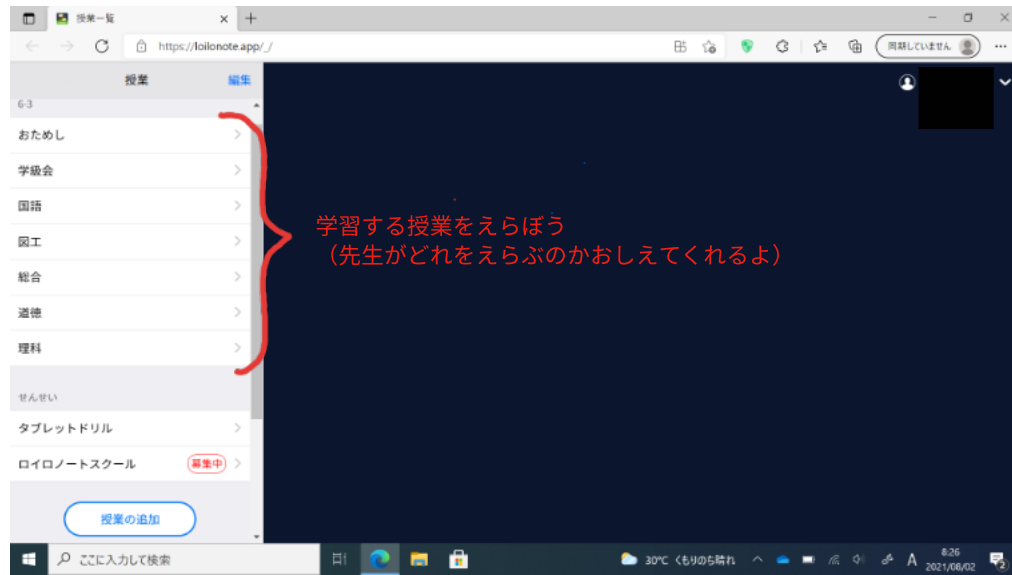 授業一覧
https://loilonote.app/_/
同期していません
授業 編集
6-3
おためし
学級会
国語
図工
総合
道徳
理科
せんせい
タブレットドリル
ロイロノートスクール 募集中
授業の追加
学習する授業をえらぼう
（先生がどれをえらぶのかおしえてくれるよ）
ここに入力して検索
30°C くもりのち晴れ
A
8:26
2021/08/02
2